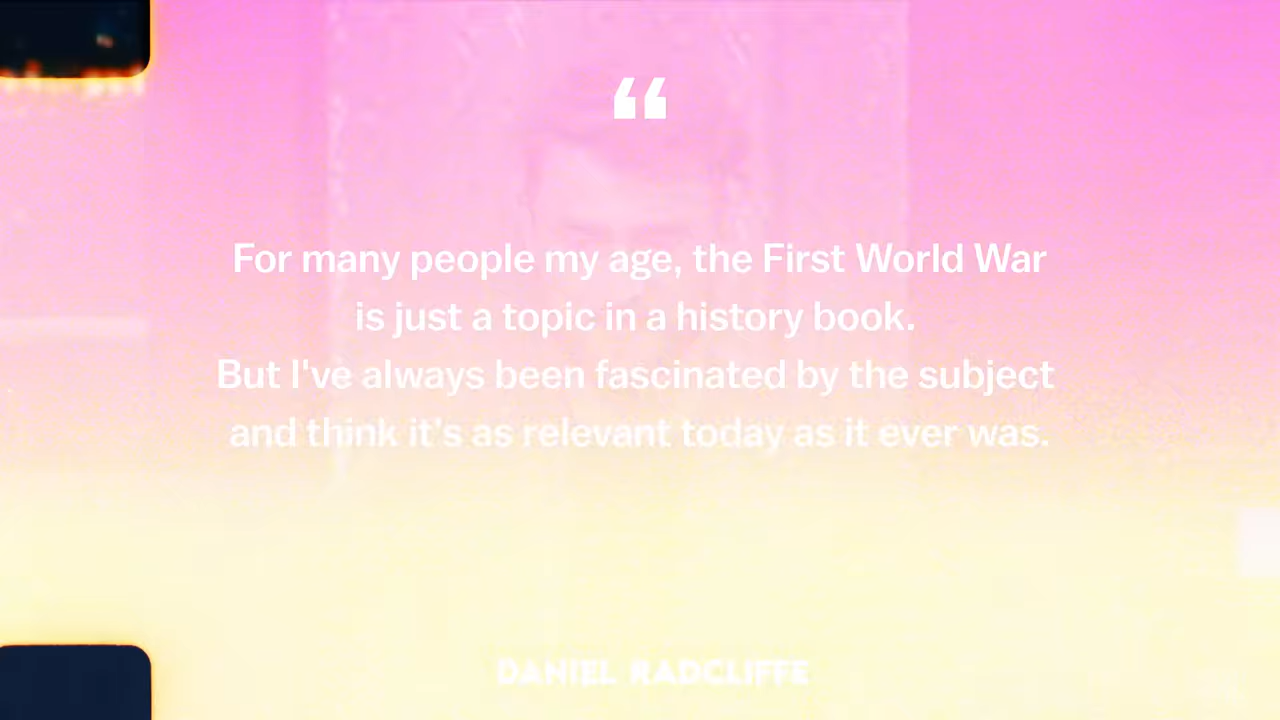 ❝
For many people my age, the First World War
is just a topic in a history book.
But I've always been fascinated by the subject
and think it's as relevant today as it ever was.
DANIEL RADCLIFFE